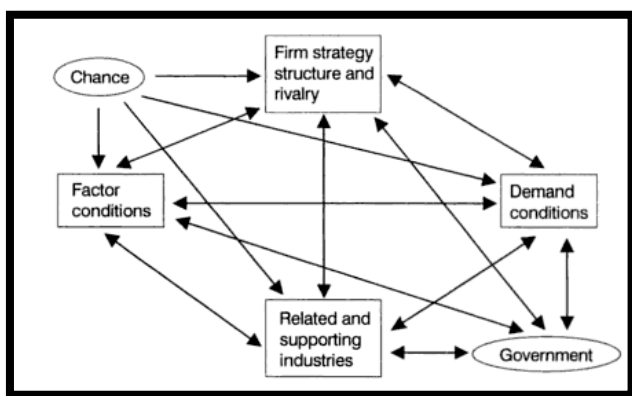 Firm strategy
structure and
rivalry
Chance
Factor
conditions
Demand
conditions
Related and
supporting
industries
Government